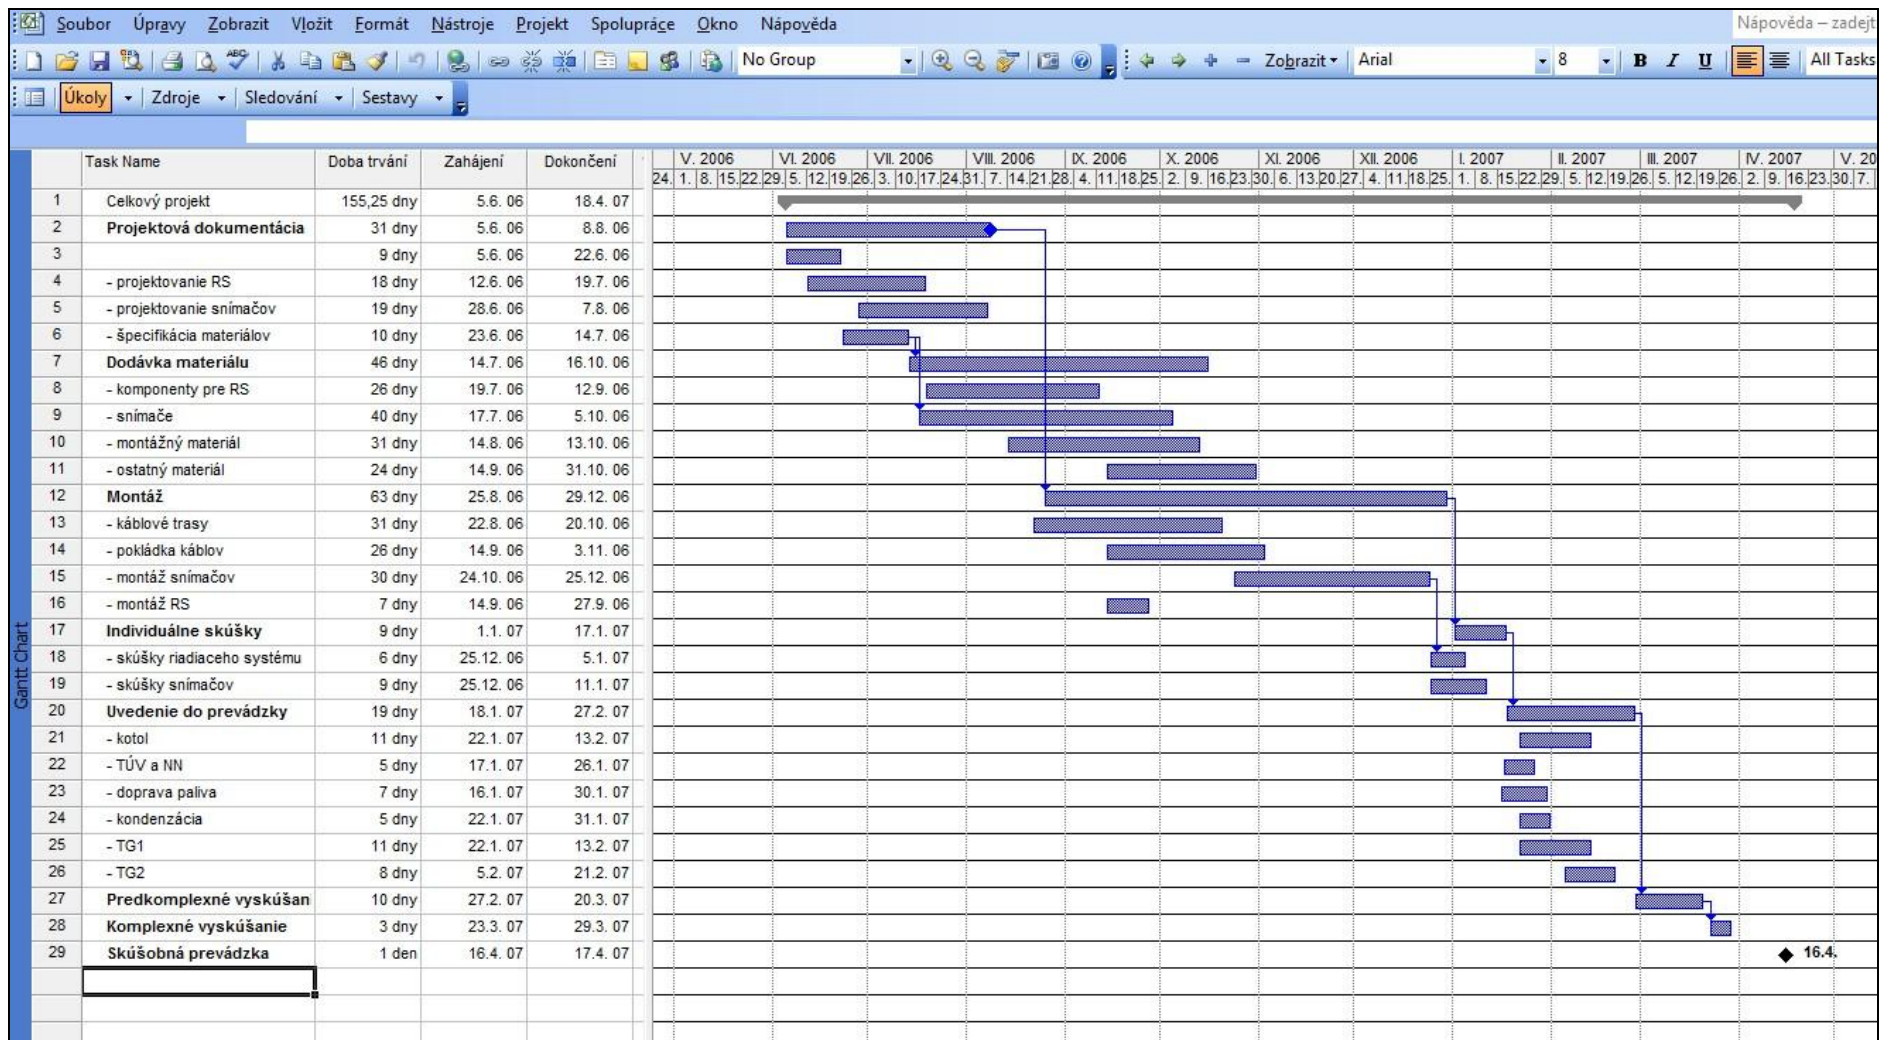 Soubor Úpravy Zobrazit Vložit Formát Nástroje Projekt Spolupráce Okno Nápověda Nápověda – zadejt
No Group Zobrazit Arial 8 B I U All Tasks
Úkoly Zdroje Sledování Sestavy
Task Name Doba trvání Zahájení Dokončení V. 2006 VI. 2006 VII. 2006 VIII. 2006 IX. 2006 X. 2006 XI. 2006 XII. 2006 I. 2007 II. 2007 III. 2007 IV. 2007 V. 20
24. 1. 8. 15. 22. 29. 5. 12. 19. 26. 3. 10. 17. 24. 31. 7. 14. 21. 28. 4. 11. 18. 25. 2. 9. 16. 23. 30. 6. 13. 20. 27. 4. 11. 18. 25. 1. 8. 15. 22. 29. 5. 12. 19. 26. 5. 12. 19. 26. 2. 9. 16. 23. 30. 7.
1 Celkový projekt 155,25 dny 5.6. 06 18.4. 07
2 Projektová dokumentácia 31 dny 5.6. 06 8.8. 06
3 9 dny 5.6. 06 22.6. 06
4 - projektovanie RS 18 dny 12.6. 06 19.7. 06
5 - projektovanie snímačov 19 dny 28.6. 06 7.8. 06
6 - špecifikácia materiálov 10 dny 23.6. 06 14.7. 06
7 Dodávka materiálu 46 dny 14.7. 06 16.10. 06
8 - komponenty pre RS 26 dny 19.7. 06 12.9. 06
9 - snímače 40 dny 17.7. 06 5.10. 06
10 - montážný materiál 31 dny 14.8. 06 13.10. 06
11 - ostatný materiál 24 dny 14.9. 06 31.10. 06
12 Montáž 63 dny 25.8. 06 29.12. 06
13 - káblové trasy 31 dny 22.8. 06 20.10. 06
14 - pokládka káblov 26 dny 14.9. 06 3.11. 06
15 - montáž snímačov 30 dny 24.10. 06 25.12. 06
16 - montáž RS 7 dny 14.9. 06 27.9. 06
17 Individuálne skúšky 9 dny 1.1. 07 17.1. 07
18 - skúšky riadiaceho systému 6 dny 25.12. 06 5.1. 07
19 - skúšky snímačov 9 dny 25.12. 06 11.1. 07
20 Uvedenie do prevádzky 19 dny 18.1. 07 27.2. 07
21 - kotol 11 dny 22.1. 07 13.2. 07
22 - TÚV a NN 5 dny 17.1. 07 26.1. 07
23 - doprava paliva 7 dny 16.1. 07 30.1. 07
24 - kondenzácia 5 dny 22.1. 07 31.1. 07
25 - TG1 11 dny 22.1. 07 13.2. 07
26 - TG2 8 dny 5.2. 07 21.2. 07
27 Predkomplexné vyskúšan 10 dny 27.2. 07 20.3. 07
28 Komplexné vyskúšanie 3 dny 23.3. 07 29.3. 07
29 Skúšobná prevádzka 1 den 16.4. 07 17.4. 07 16.4.
Gantt Chart